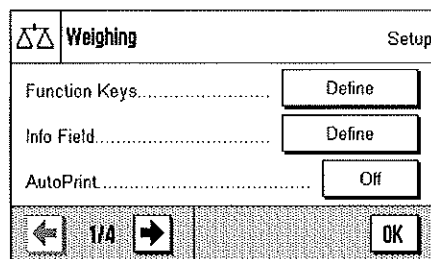 Weighing Setup
Function Keys........................ Define
Info Field................................ Define
AutoPrint................................... Off
1/4 OK